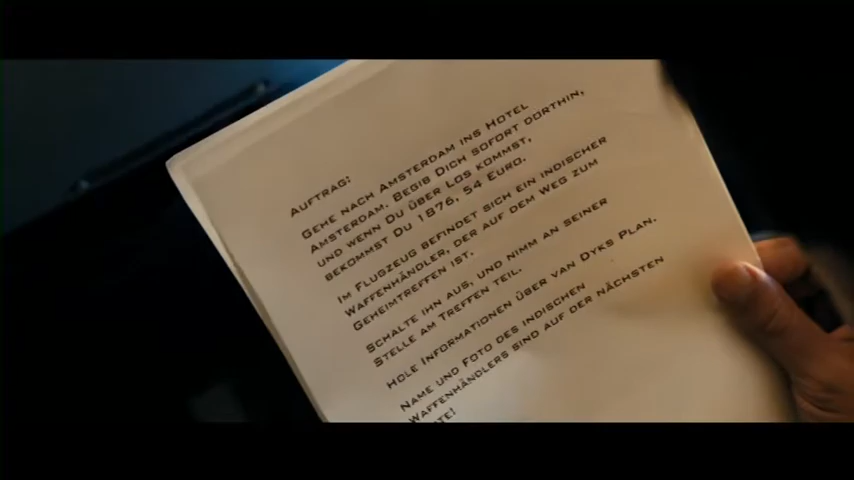 AUFTRAG:
GEHE NACH AMSTERDAM INS HOTEL
AMSTERDAM. BEGIB DICH SOFORT DORTHIN,
UND WENN DU ÜBER LOS KOMMST,
BEKOMMST DU 1876, 54 EURO.
IM FLUGZEUG BEFINDET SICH EIN INDISCHER
WAFFENHÄNDLER, DER AUF DEM WEG ZUM
GEHEIMTREFFEN IST.
SCHALTE IHN AUS, UND NIMM AN SEINER
STELLE AM TREFFEN TEIL.
HOLE INFORMATIONEN ÜBER VAN DYKS PLAN.
NAME UND FOTO DES INDISCHEN
WAFFENHÄNDLERS SIND AUF DER NÄCHSTEN